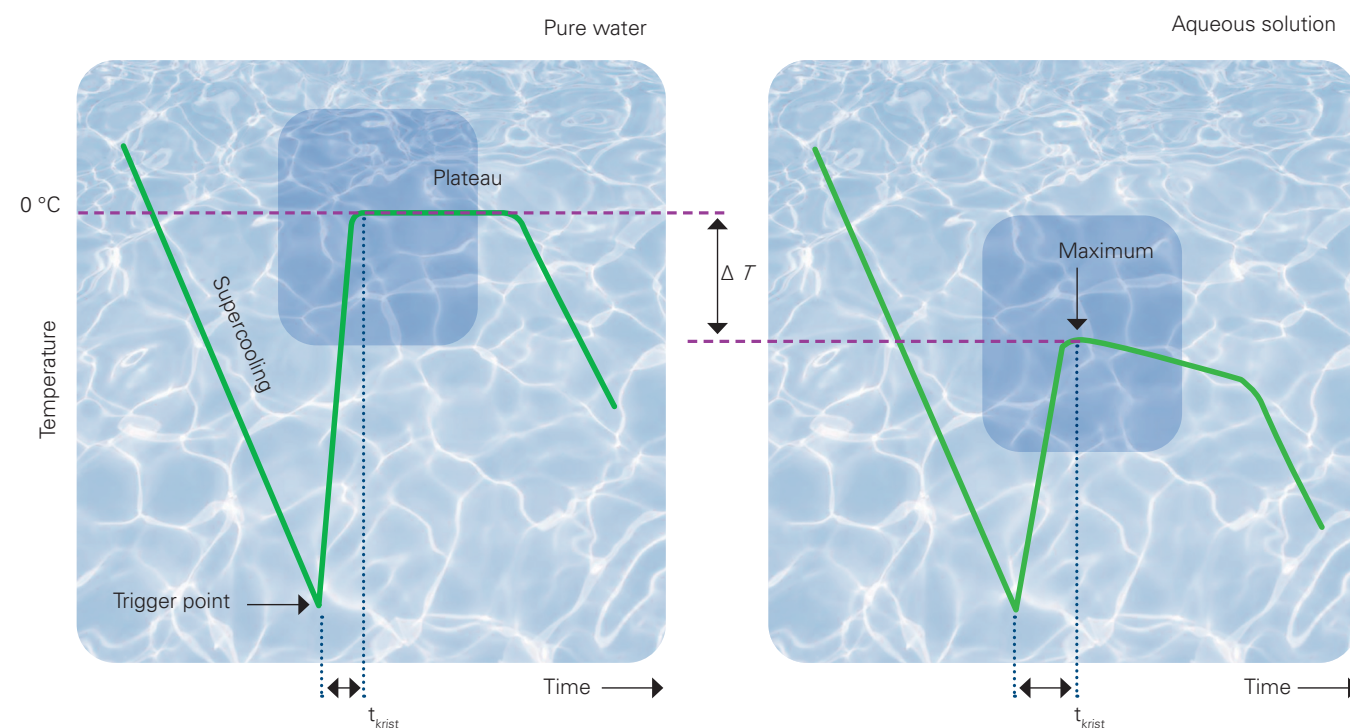 Pure water
Aqueous solution
Plateau
0 °C
Maximum
Δ T
Supercooling
Temperature
Trigger point
Time
Time
t_krist
t_krist